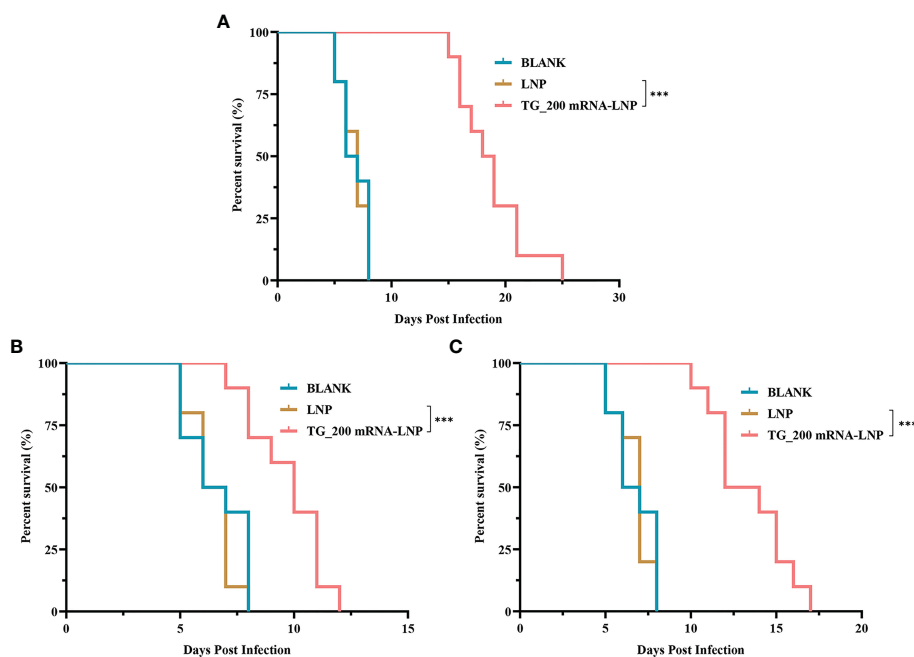 A
Percent survival (%)
100
75
50
25
0
0 10 20 30
Days Post Infection
BLANK
LNP
TG_200 mRNA-LNP
***
B
Percent survival (%)
100
75
50
25
0
0 5 10 15
Days Post Infection
BLANK
LNP
TG_200 mRNA-LNP
***
C
Percent survival (%)
100
75
50
25
0
0 5 10 15 20
Days Post Infection
BLANK
LNP
TG_200 mRNA-LNP
***